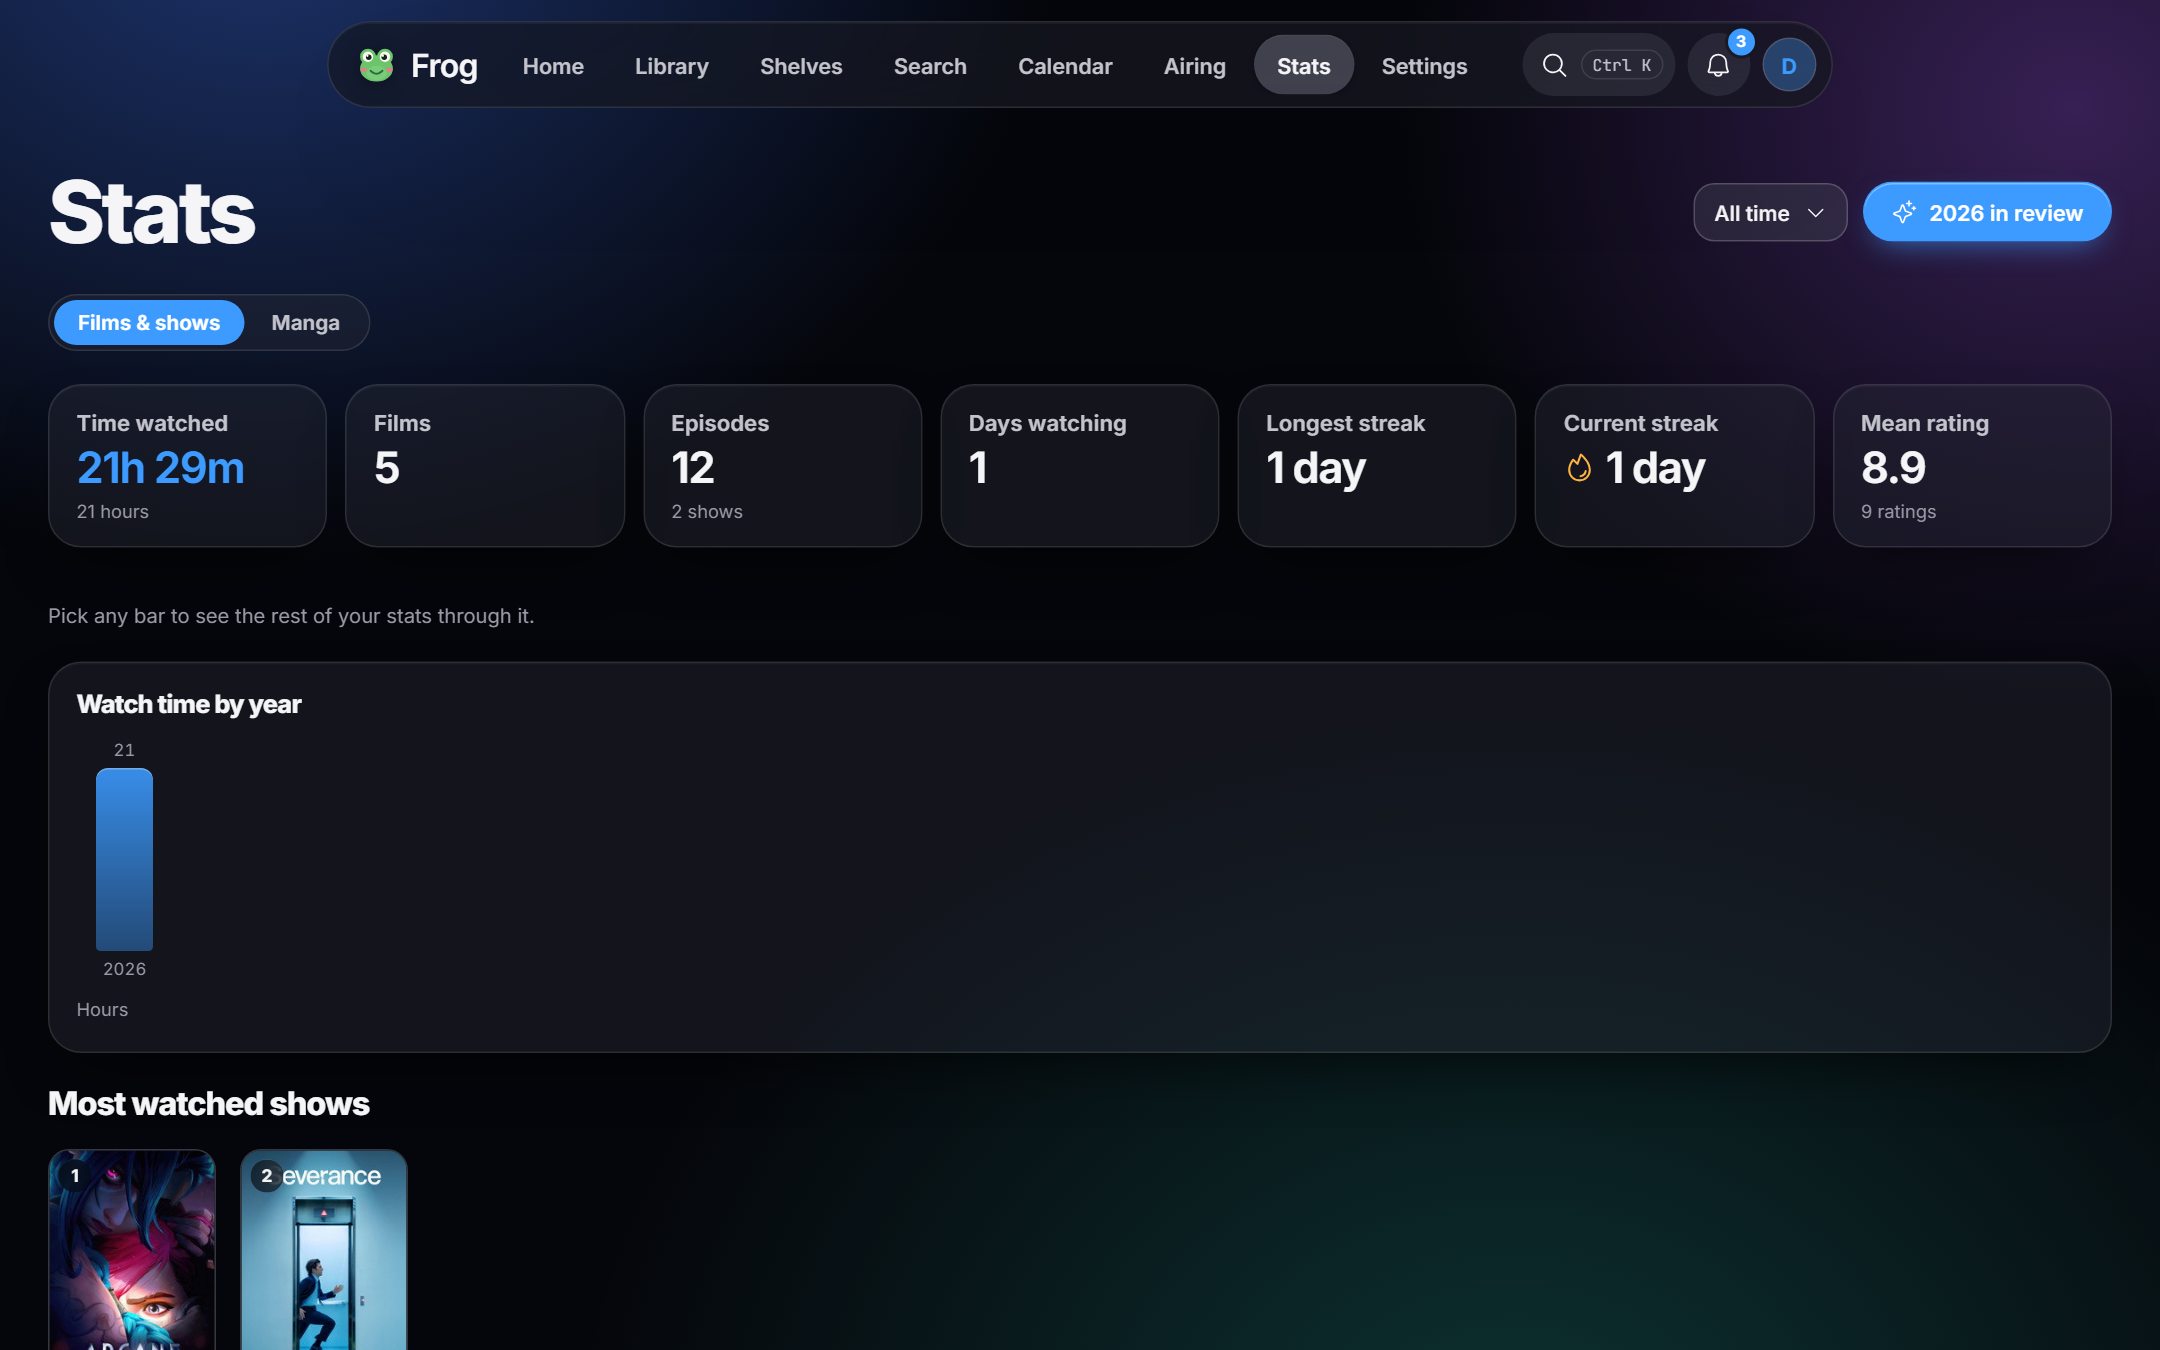 Frog Home Library Shelves Search Calendar Airing Stats Settings Ctrl K 3 D
Stats
All time 2026 in review
Films & shows Manga
Time watched Films Episodes Days watching Longest streak Current streak Mean rating
21h 29m 5 12 1 1 day 1 day 8.9
21 hours 2 shows 9 ratings
Pick any bar to see the rest of your stats through it.
Watch time by year
21
2026
Hours
Most watched shows
1 2 everance
ARCANE